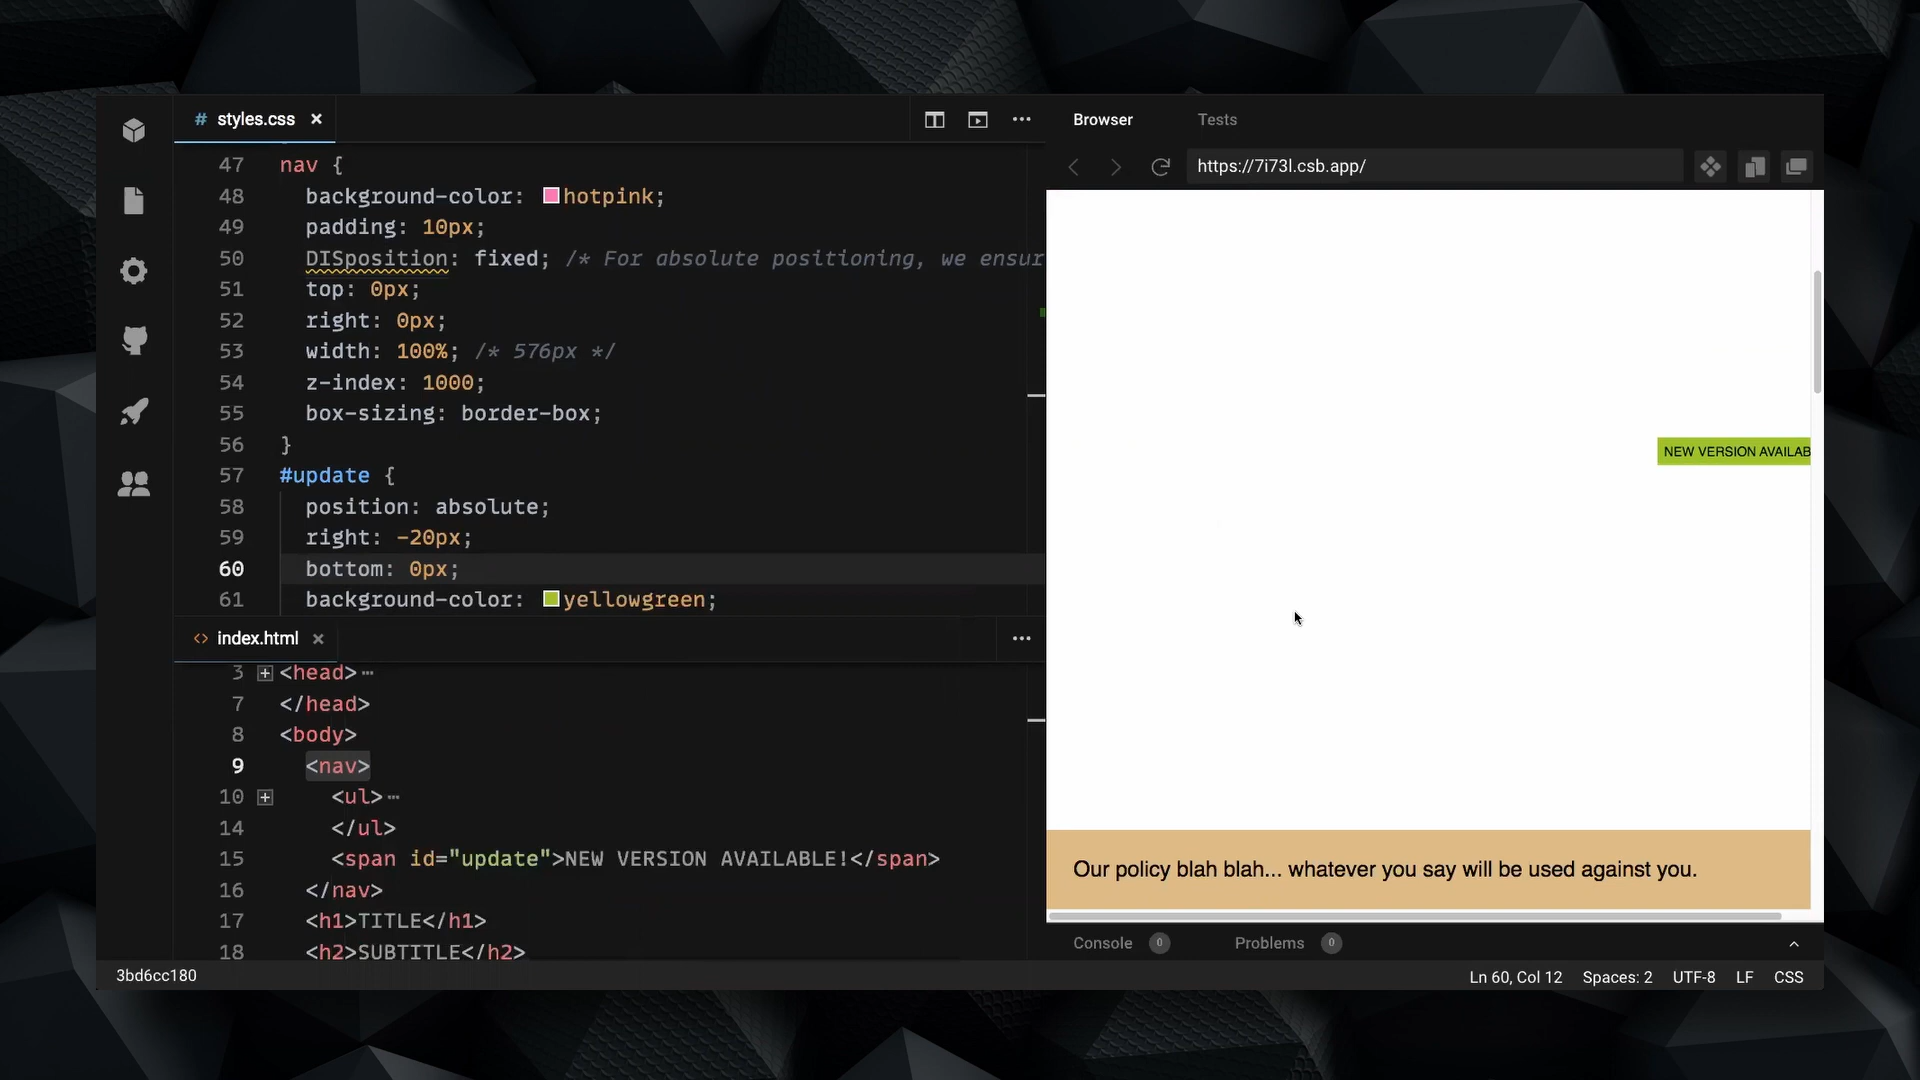 # styles.css ×
47 nav {
48 background-color: hotpink;
49 padding: 10px;
50 DISposition: fixed; /* For absolute positioning, we ensur
51 top: 0px;
52 right: 0px;
53 width: 100%; /* 576px */
54 z-index: 1000;
55 box-sizing: border-box;
56 }
57 #update {
58 position: absolute;
59 right: -20px;
60 bottom: 0px;
61 background-color: yellowgreen;
<> index.html ×
3 <head>
7 </head>
8 <body>
9 <nav>
10 <ul>
14 </ul>
15 <span id="update">NEW VERSION AVAILABLE!</span>
16 </nav>
17 <h1>TITLE</h1>
18 <h2>SUBTITLE</h2>
Browser Tests
https://7i73l.csb.app/
NEW VERSION AVAILAB
Our policy blah blah... whatever you say will be used against you.
Console 0 Problems 0
3bd6cc180
Ln 60, Col 12 Spaces: 2 UTF-8 LF CSS